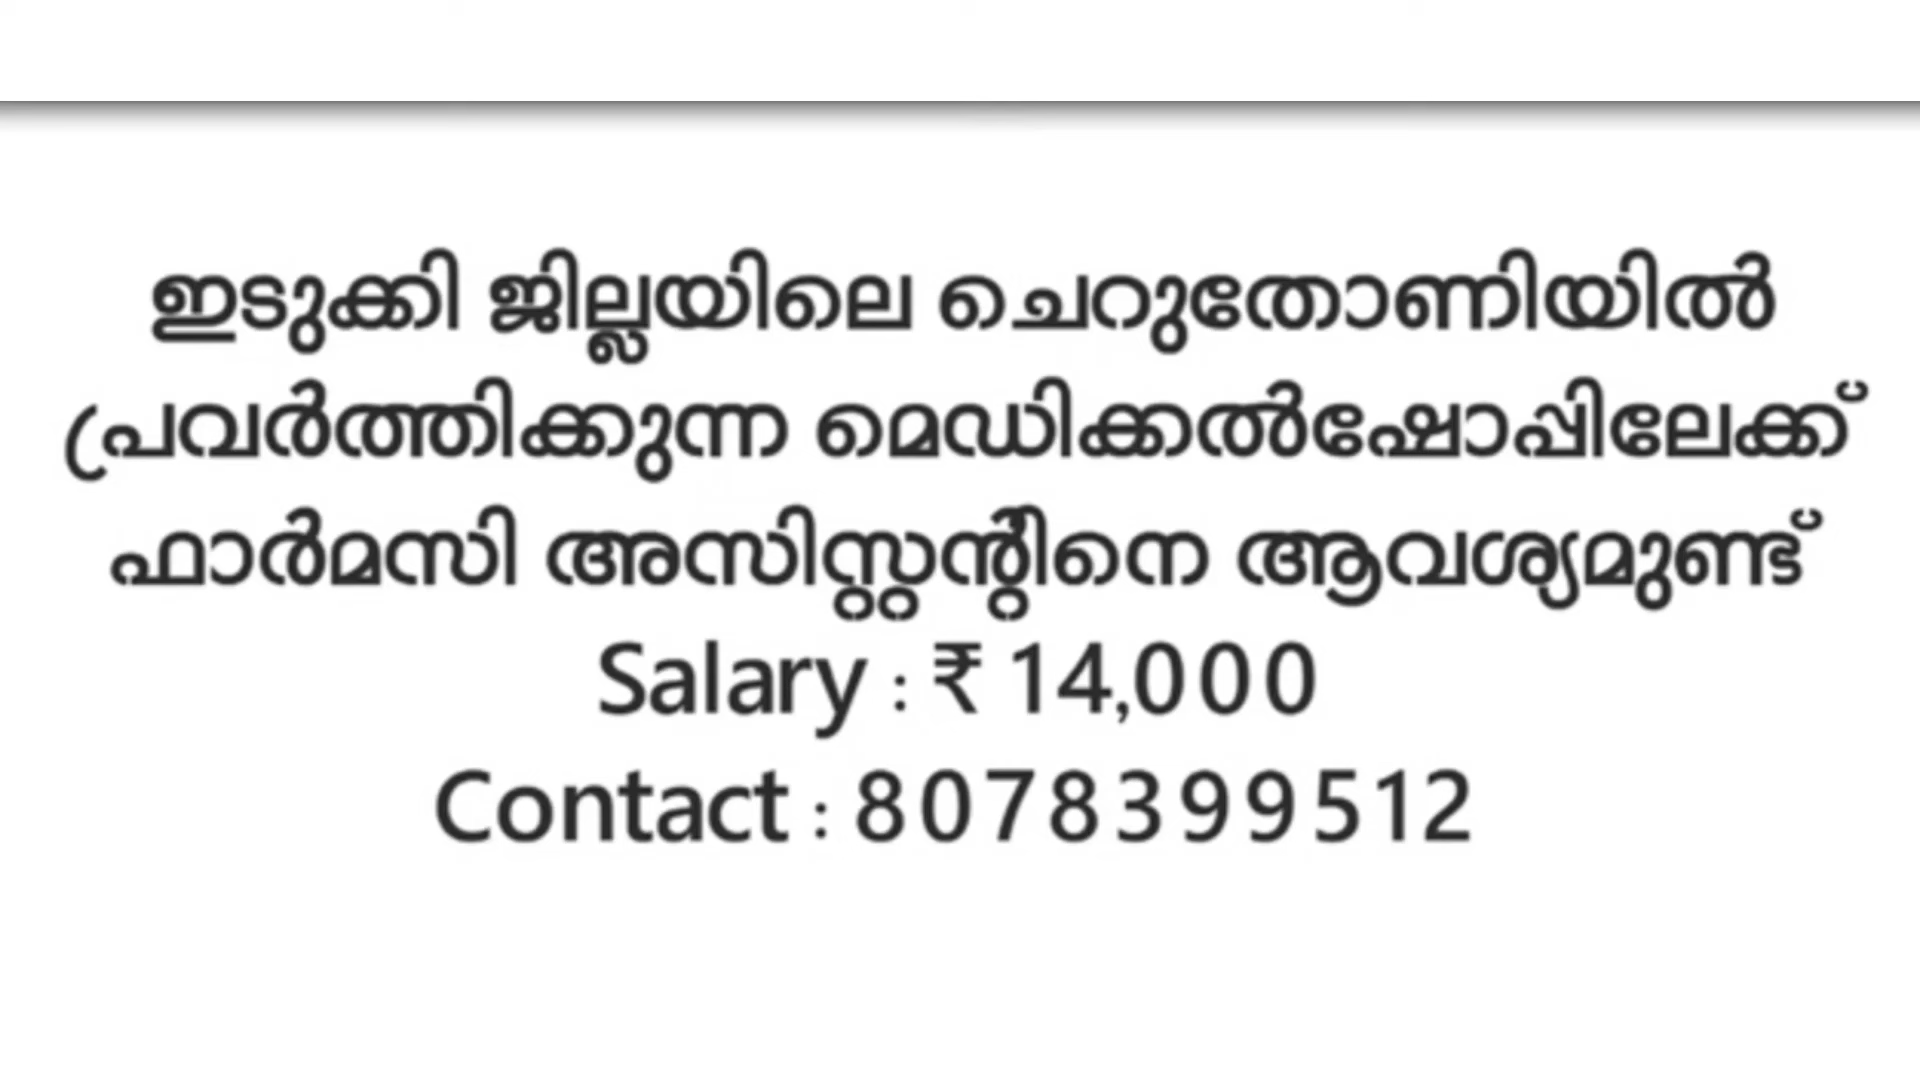 ഇടുക്കി ജില്ലയിലെ ചെറുതോണിയിൽ
പ്രവർത്തിക്കുന്ന മെഡിക്കൽഷോപ്പിലേക്ക്
ഫാർമസി അസിസ്റ്റന്റിനെ ആവശ്യമുണ്ട്
Salary : ₹ 14,000
Contact : 8078399512